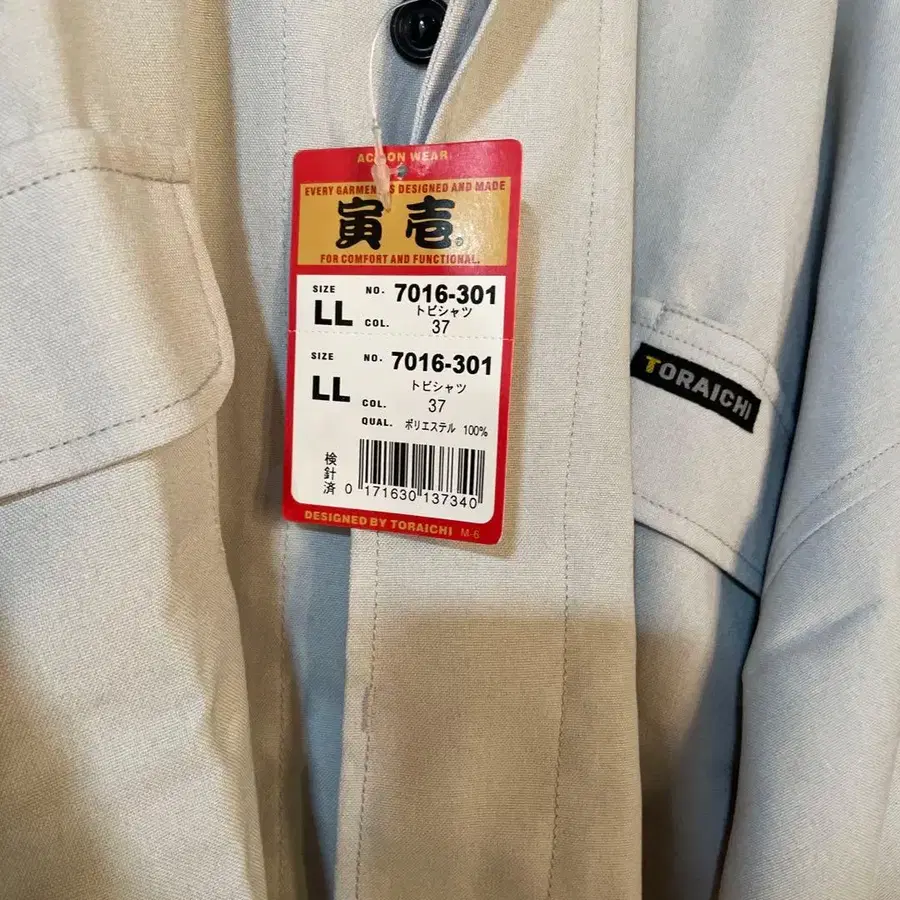 ACTION WEAR
EVERY GARMENT IS DESIGNED AND MADE
寅壱®
FOR COMFORT AND FUNCTIONAL.
SIZE LL NO. 7016-301
トビシャツ
COL. 37
SIZE LL NO. 7016-301
トビシャツ
COL. 37
QUAL. ポリエステル 100%
検針済
0 171630 137340
DESIGNED BY TORAICHI M-6
TORAICHI